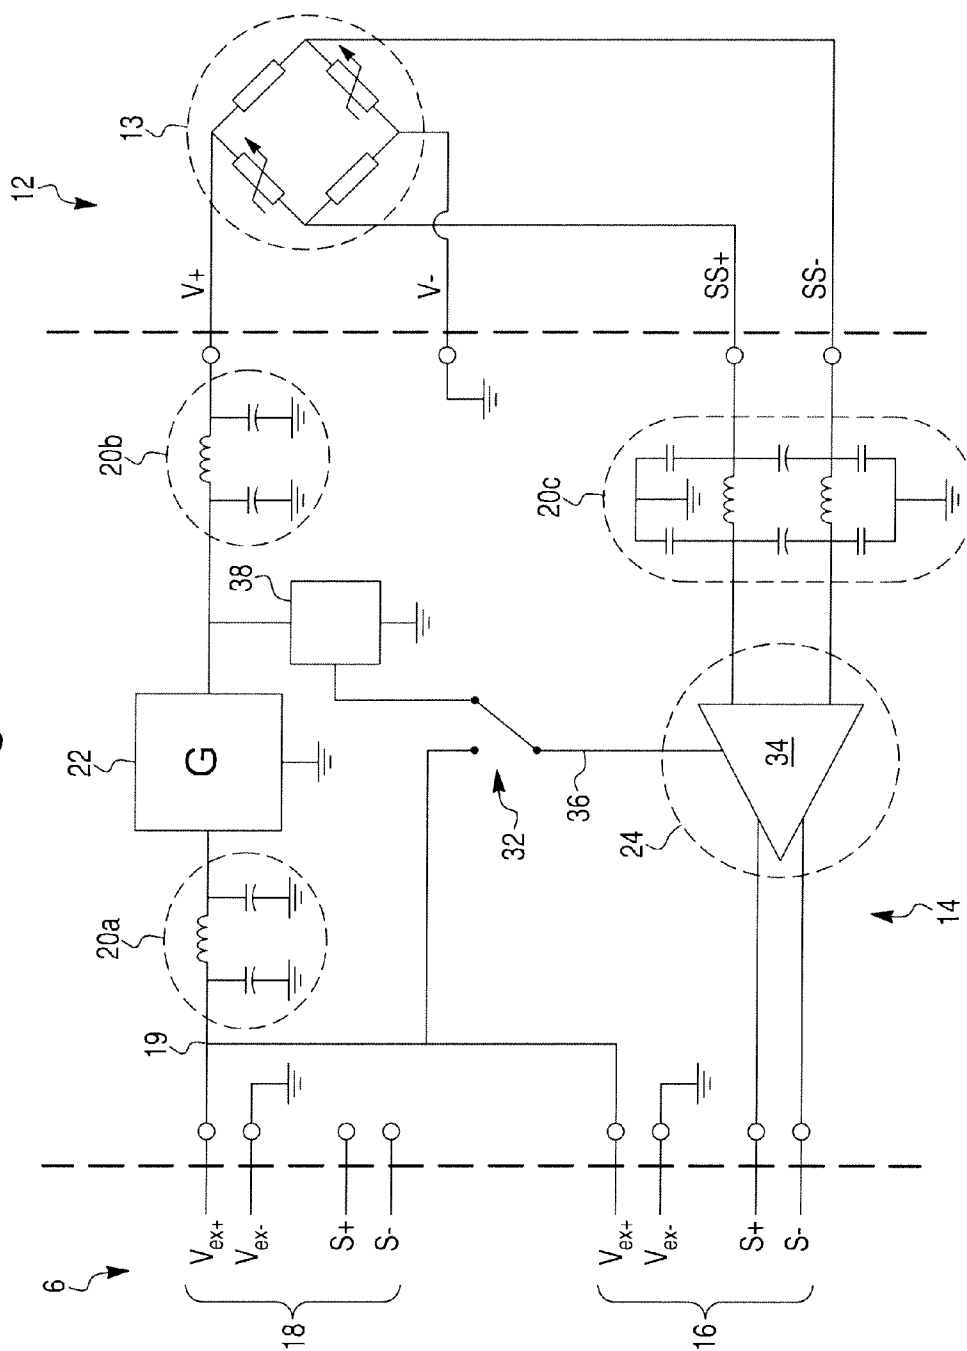 6
12
13
V+
V-
SS+
SS-
20b
20c
38
22
G
32
36
24
34
14
20a
19
Vex+
Vex-
S+
S-
18
Vex+
Vex-
S+
S-
16